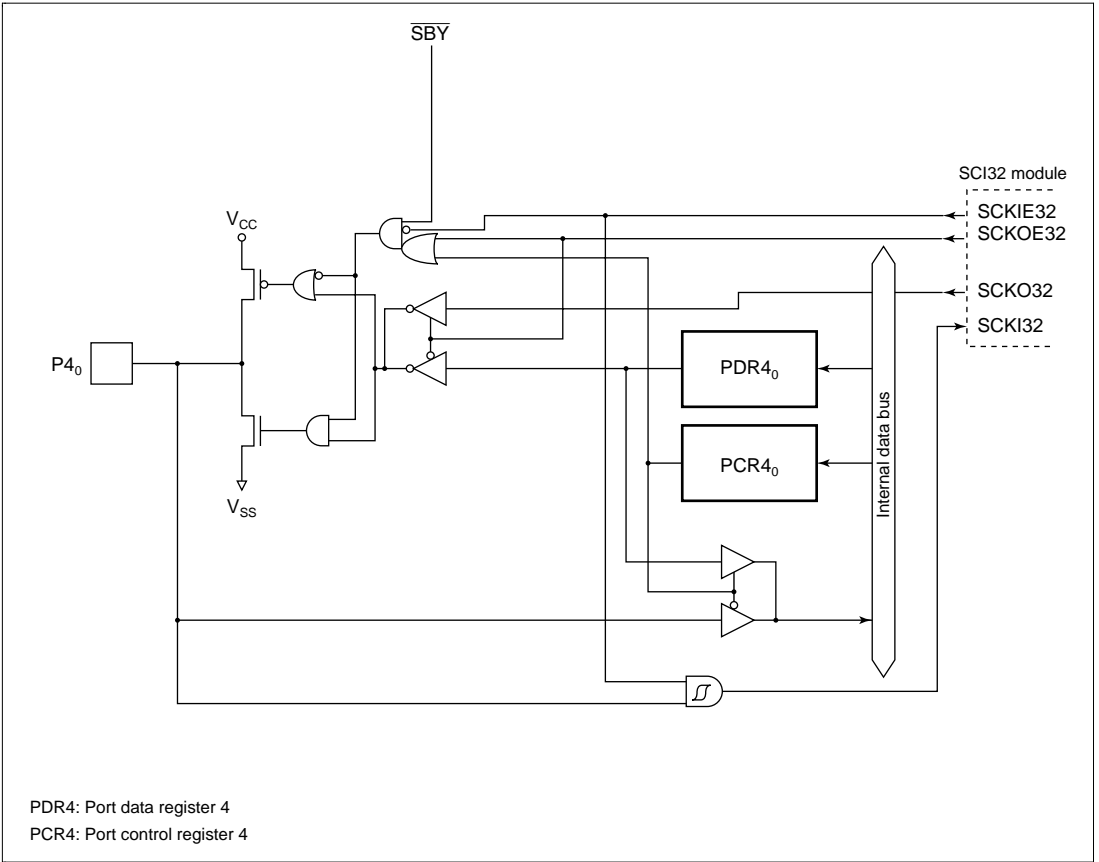 SBY
SCI32 module
SCKIE32
SCKOE32
SCKO32
SCKI32
VCC
P40
PDR40
PCR40
Internal data bus
VSS
PDR4: Port data register 4
PCR4: Port control register 4